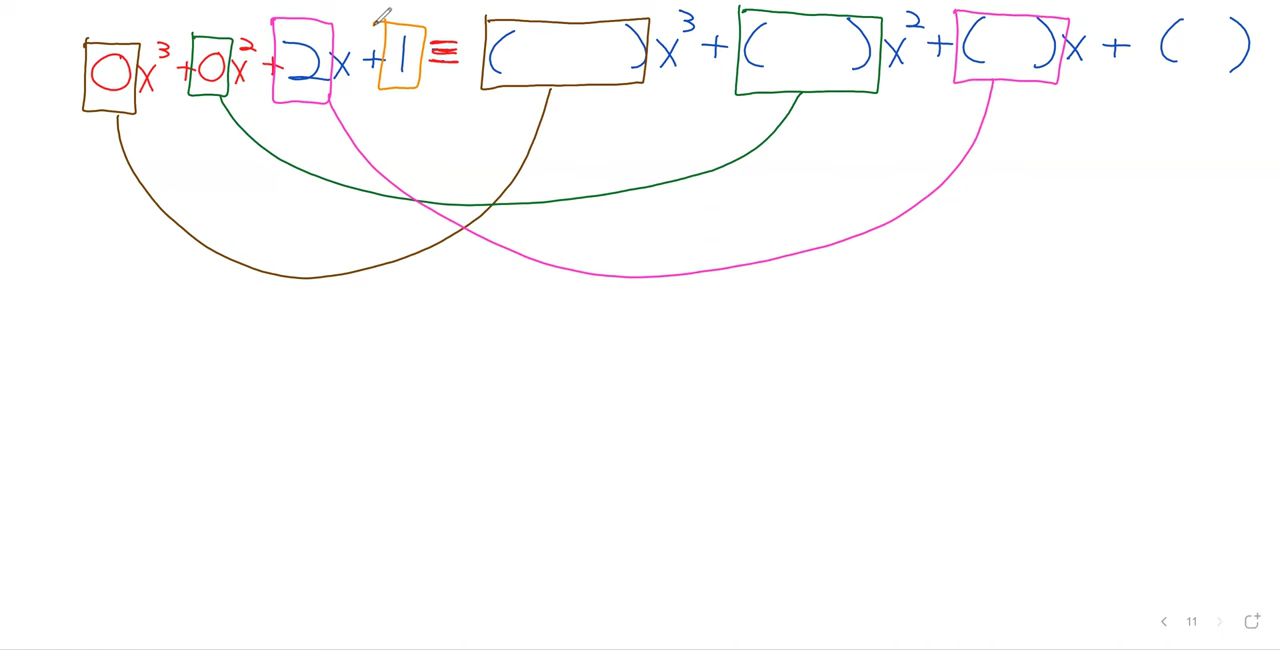 0x³ + 0x² + 2x + 1 ≡ ( )x³ + ( )x² + ( )x + ( )
< 11 >